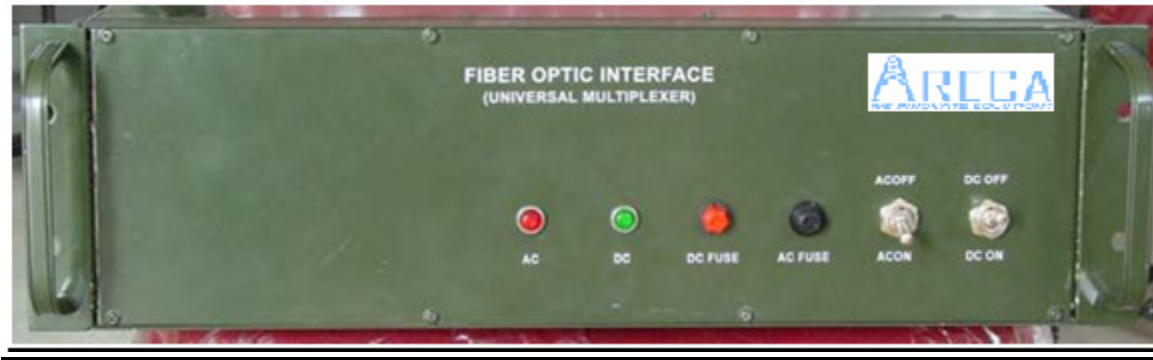 FIBER OPTIC INTERFACE
(UNIVERSAL MULTIPLEXER)
ARECA
ACOFF
DC OFF
AC
DC
DC FUSE
AC FUSE
ACON
DC ON